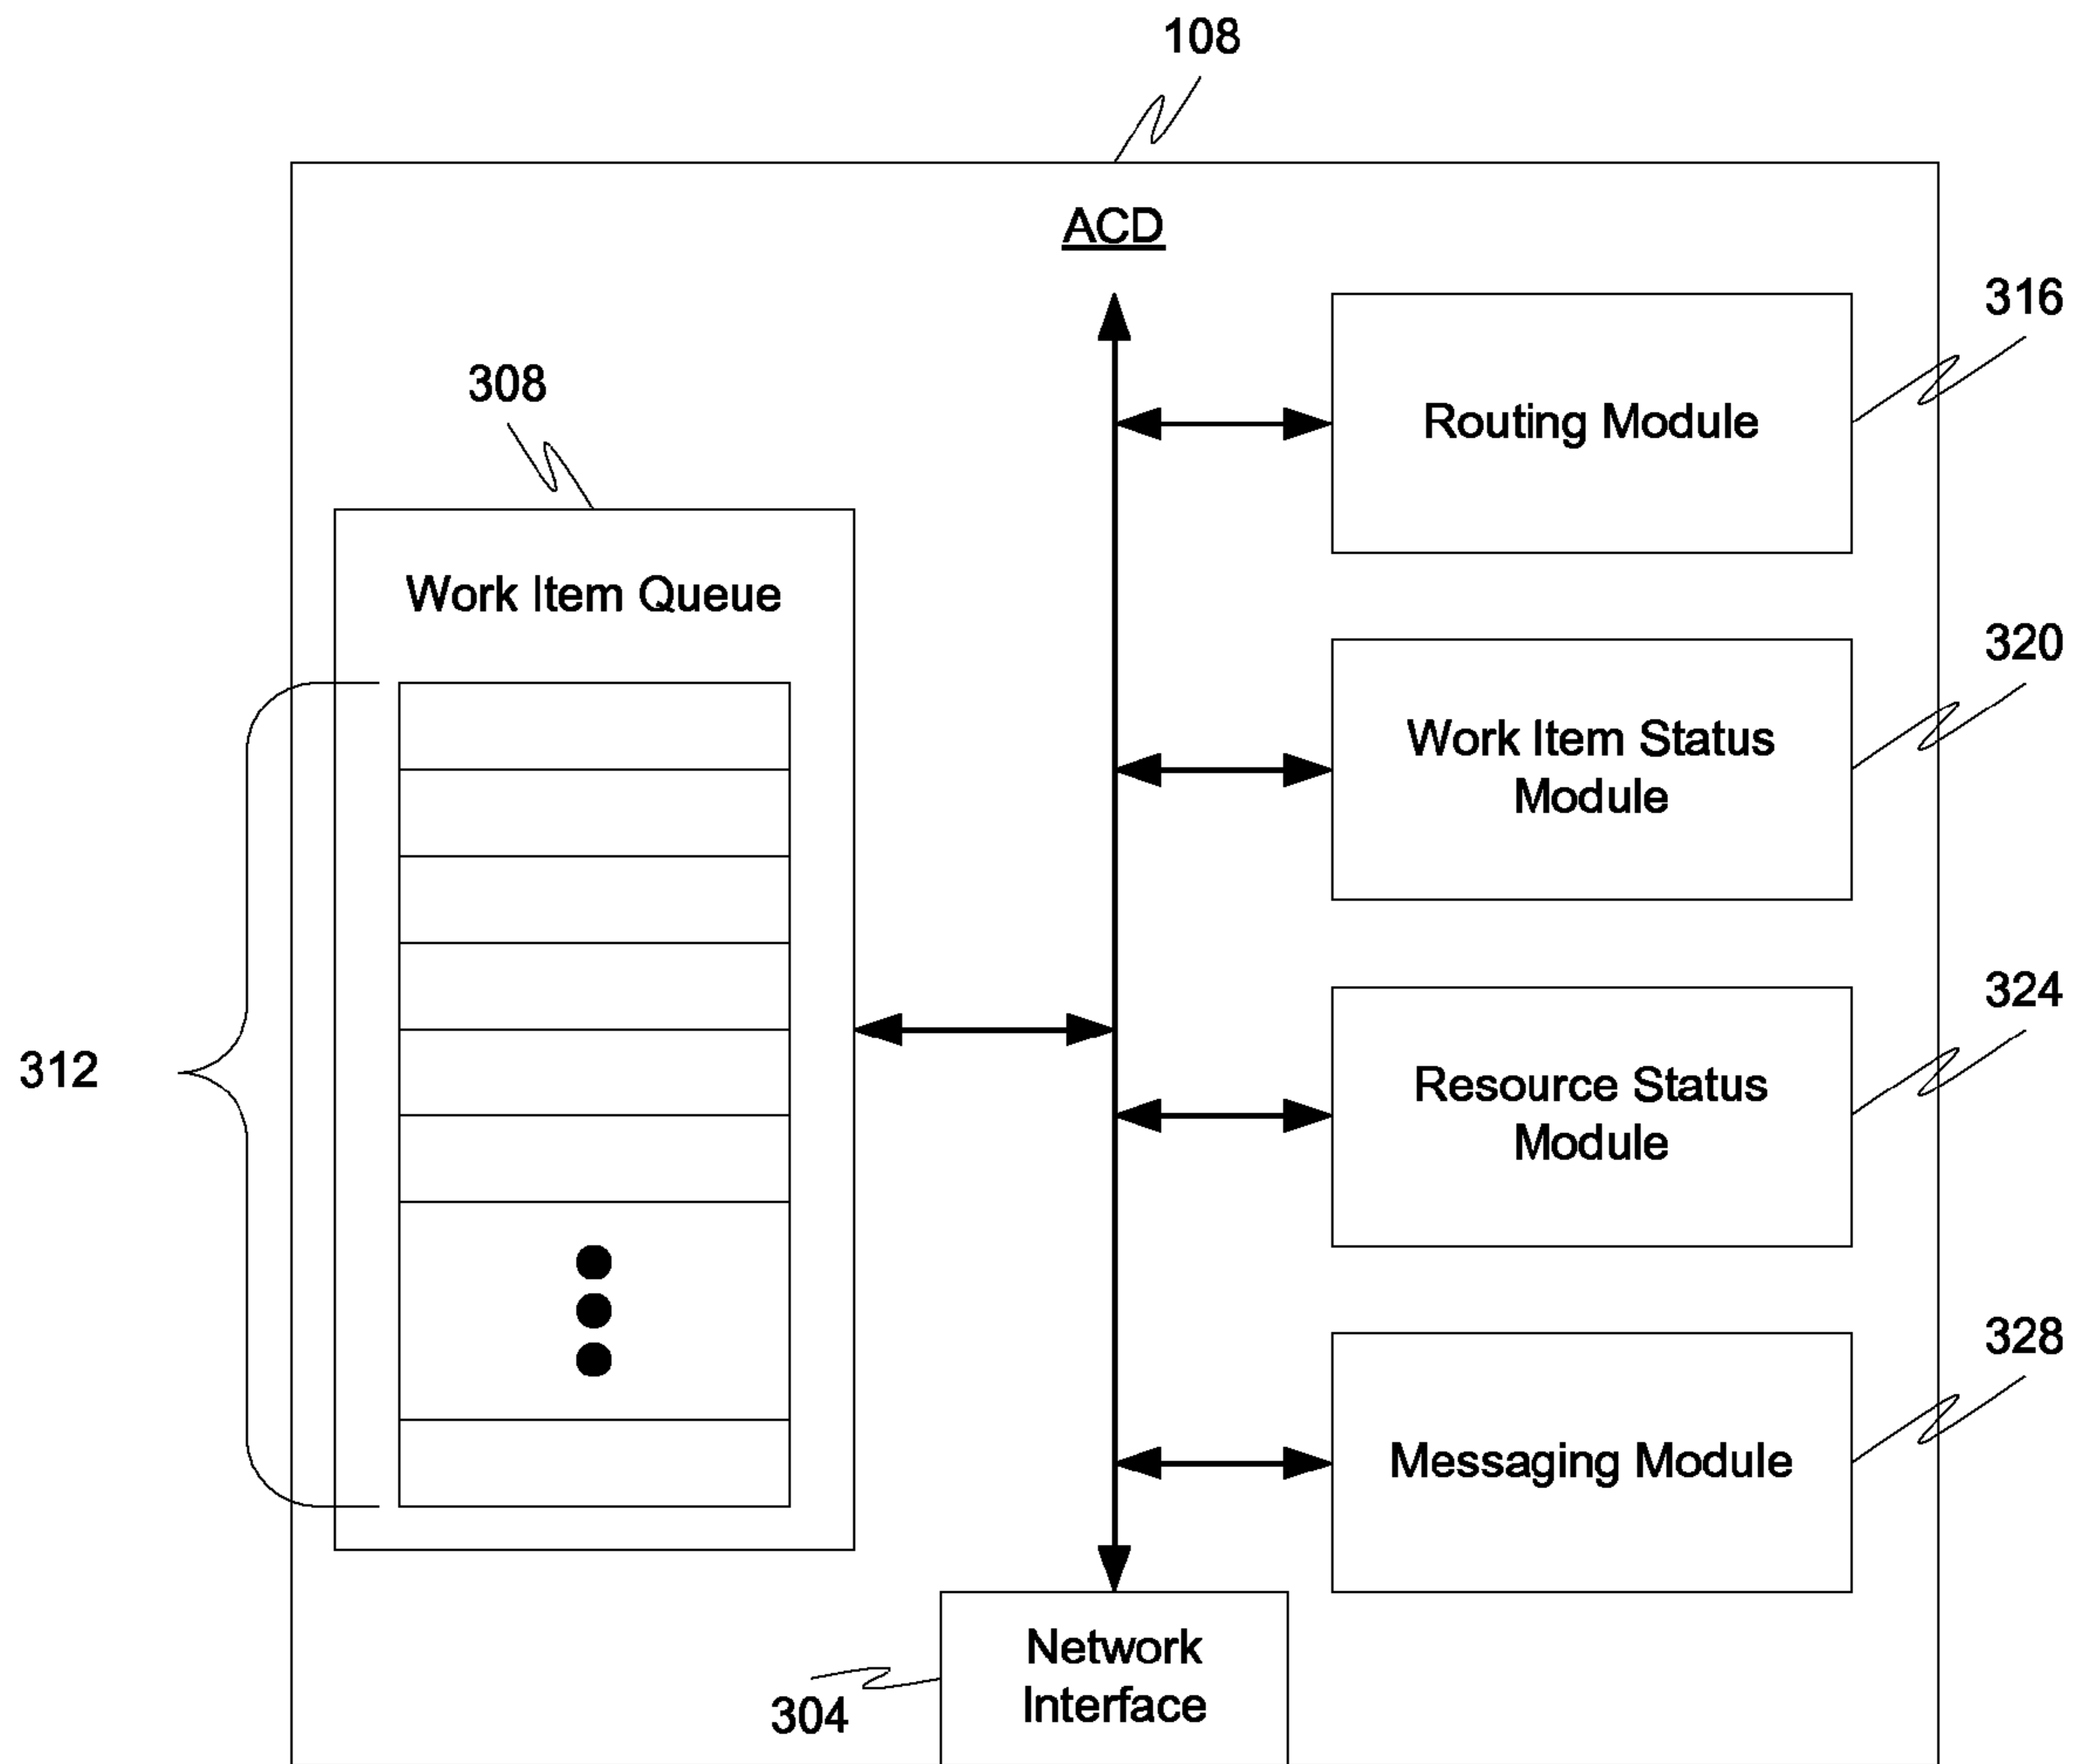 108
ACD
316
Routing Module
308
Work Item Queue
320
Work Item Status
Module
324
Resource Status
Module
312
328
Messaging Module
Network
Interface
304